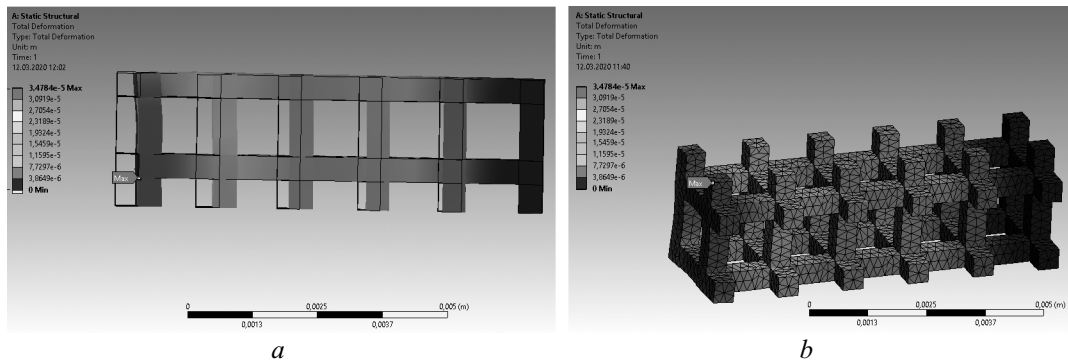 A: Static Structural
Total Deformation
Type: Total Deformation
Unit: m
Time: 1
12.03.2020 12:02
3,4784e-5 Max
3,0919e-5
2,7054e-5
2,3189e-5
1,9324e-5
1,5459e-5
1,1595e-5
7,7297e-6
3,8649e-6
0 Min
Max
0
0,0025
0,005 (m)
0,0013
0,0037
a
A: Static Structural
Total Deformation
Type: Total Deformation
Unit: m
Time: 1
12.03.2020 11:40
3,4784e-5 Max
3,0919e-5
2,7054e-5
2,3189e-5
1,9324e-5
1,5459e-5
1,1595e-5
7,7297e-6
3,8649e-6
0 Min
Max
0
0,0025
0,005 (m)
0,0013
0,0037
b